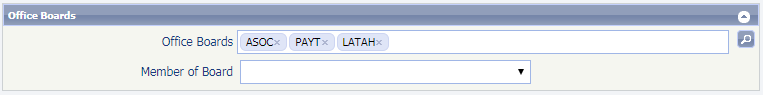 Office Boards
Office Boards ASOC× PAYT× LATAH×
Member of Board